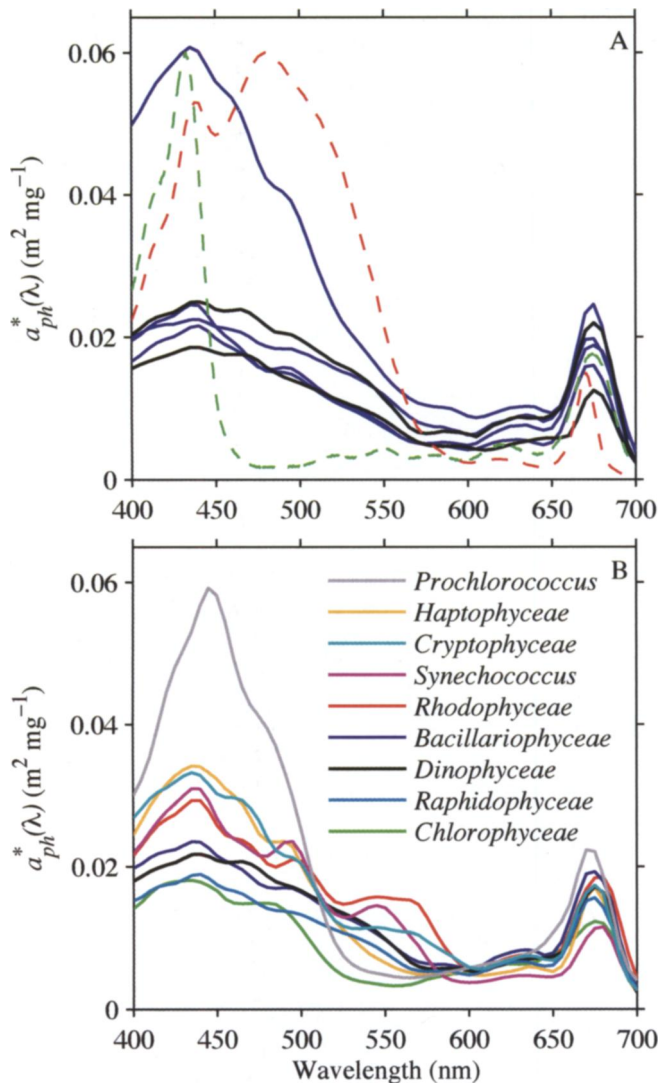 A
0.06
0.04
0.02
0
a*ph(λ) (m² mg⁻¹)
400 450 500 550 600 650 700
B
0.06
0.04
0.02
0
a*ph(λ) (m² mg⁻¹)
Prochlorococcus
Haptophyceae
Cryptophyceae
Synechococcus
Rhodophyceae
Bacillariophyceae
Dinophyceae
Raphidophyceae
Chlorophyceae
400 450 500 550 600 650 700
Wavelength (nm)